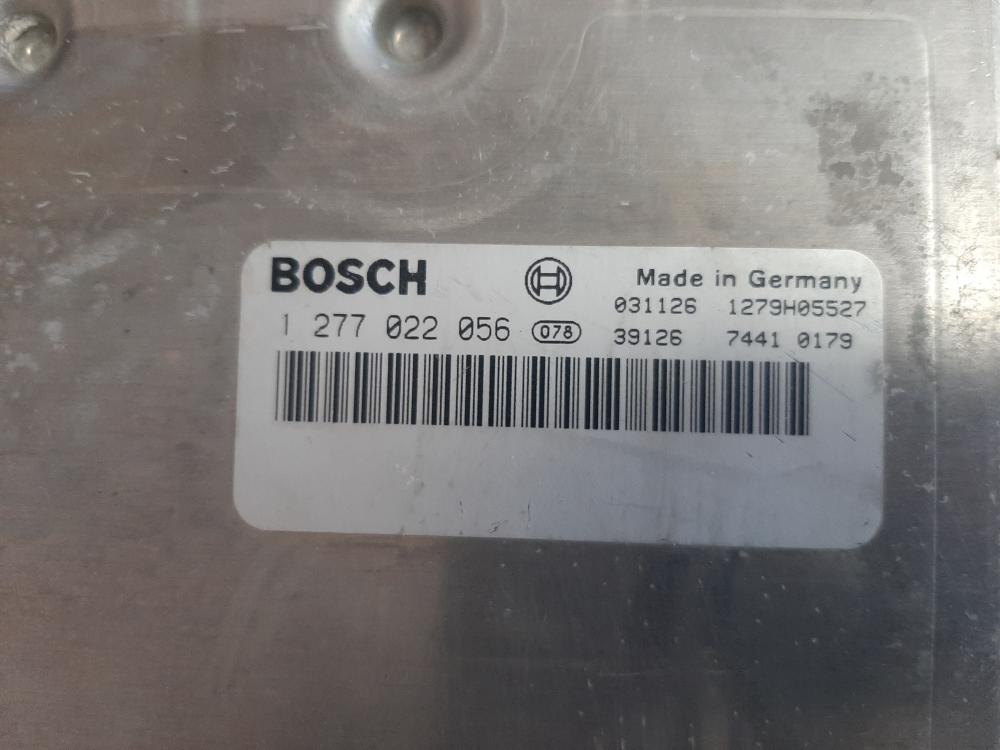 BOSCH
Made in Germany
031126 1279H05527
1 277 022 056 078
39126 7441 0179